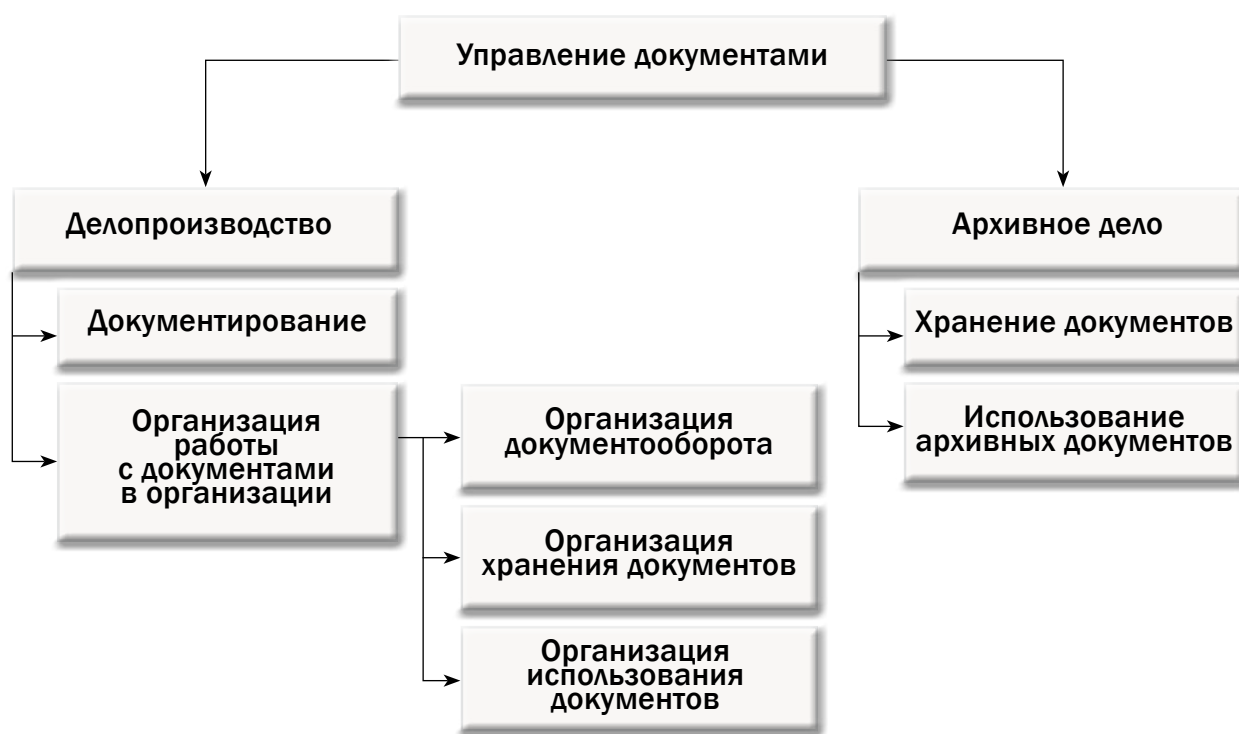 Управление документами
Делопроизводство
Документирование
Организация
работы
с документами
в организации
Организация
документооборота
Организация
хранения документов
Организация
использования
документов
Архивное дело
Хранение документов
Использование
архивных документов